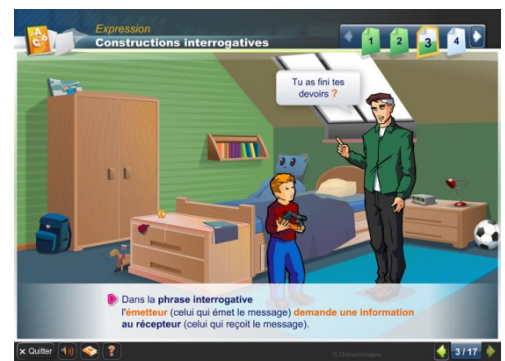 Expression
Constructions interrogatives
1
2
3
4
Tu as fini tes
devoirs ?
Dans la phrase interrogative
l'émetteur (celui qui émet le message) demande une information
au récepteur (celui qui reçoit le message).
× Quitter
?
3 / 17